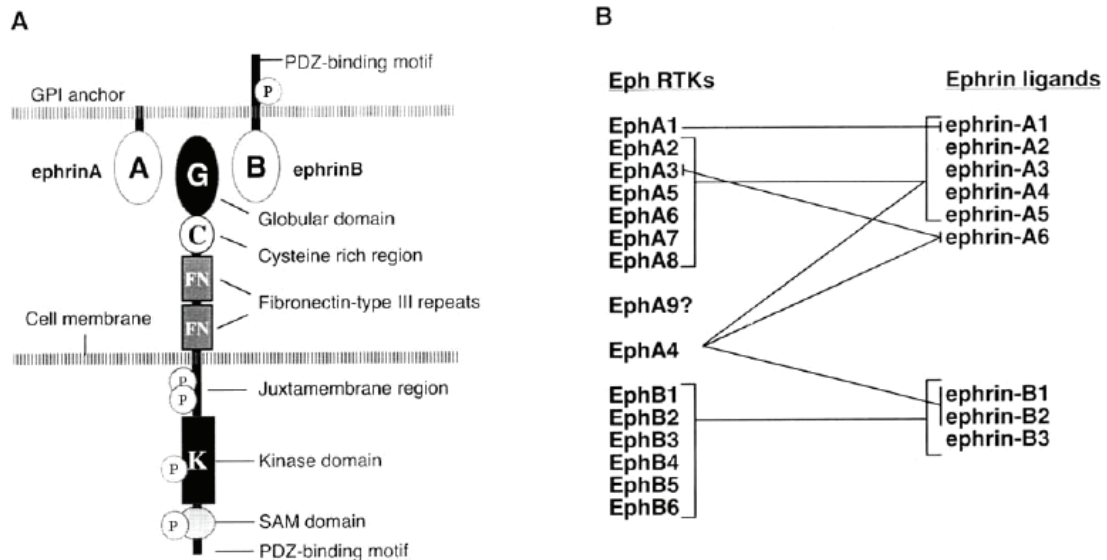 A
PDZ-binding motif
P
GPI anchor
ephrinA
A
G
B
ephrinB
Globular domain
C
Cysteine rich region
FN
Fibronectin-type III repeats
FN
Cell membrane
P
P
Juxtamembrane region
P
K
Kinase domain
P
SAM domain
PDZ-binding motif
B
Eph RTKs
EphA1
EphA2
EphA3
EphA5
EphA6
EphA7
EphA8
EphA9?
EphA4
EphB1
EphB2
EphB3
EphB4
EphB5
EphB6
Ephrin ligands
ephrin-A1
ephrin-A2
ephrin-A3
ephrin-A4
ephrin-A5
ephrin-A6
ephrin-B1
ephrin-B2
ephrin-B3